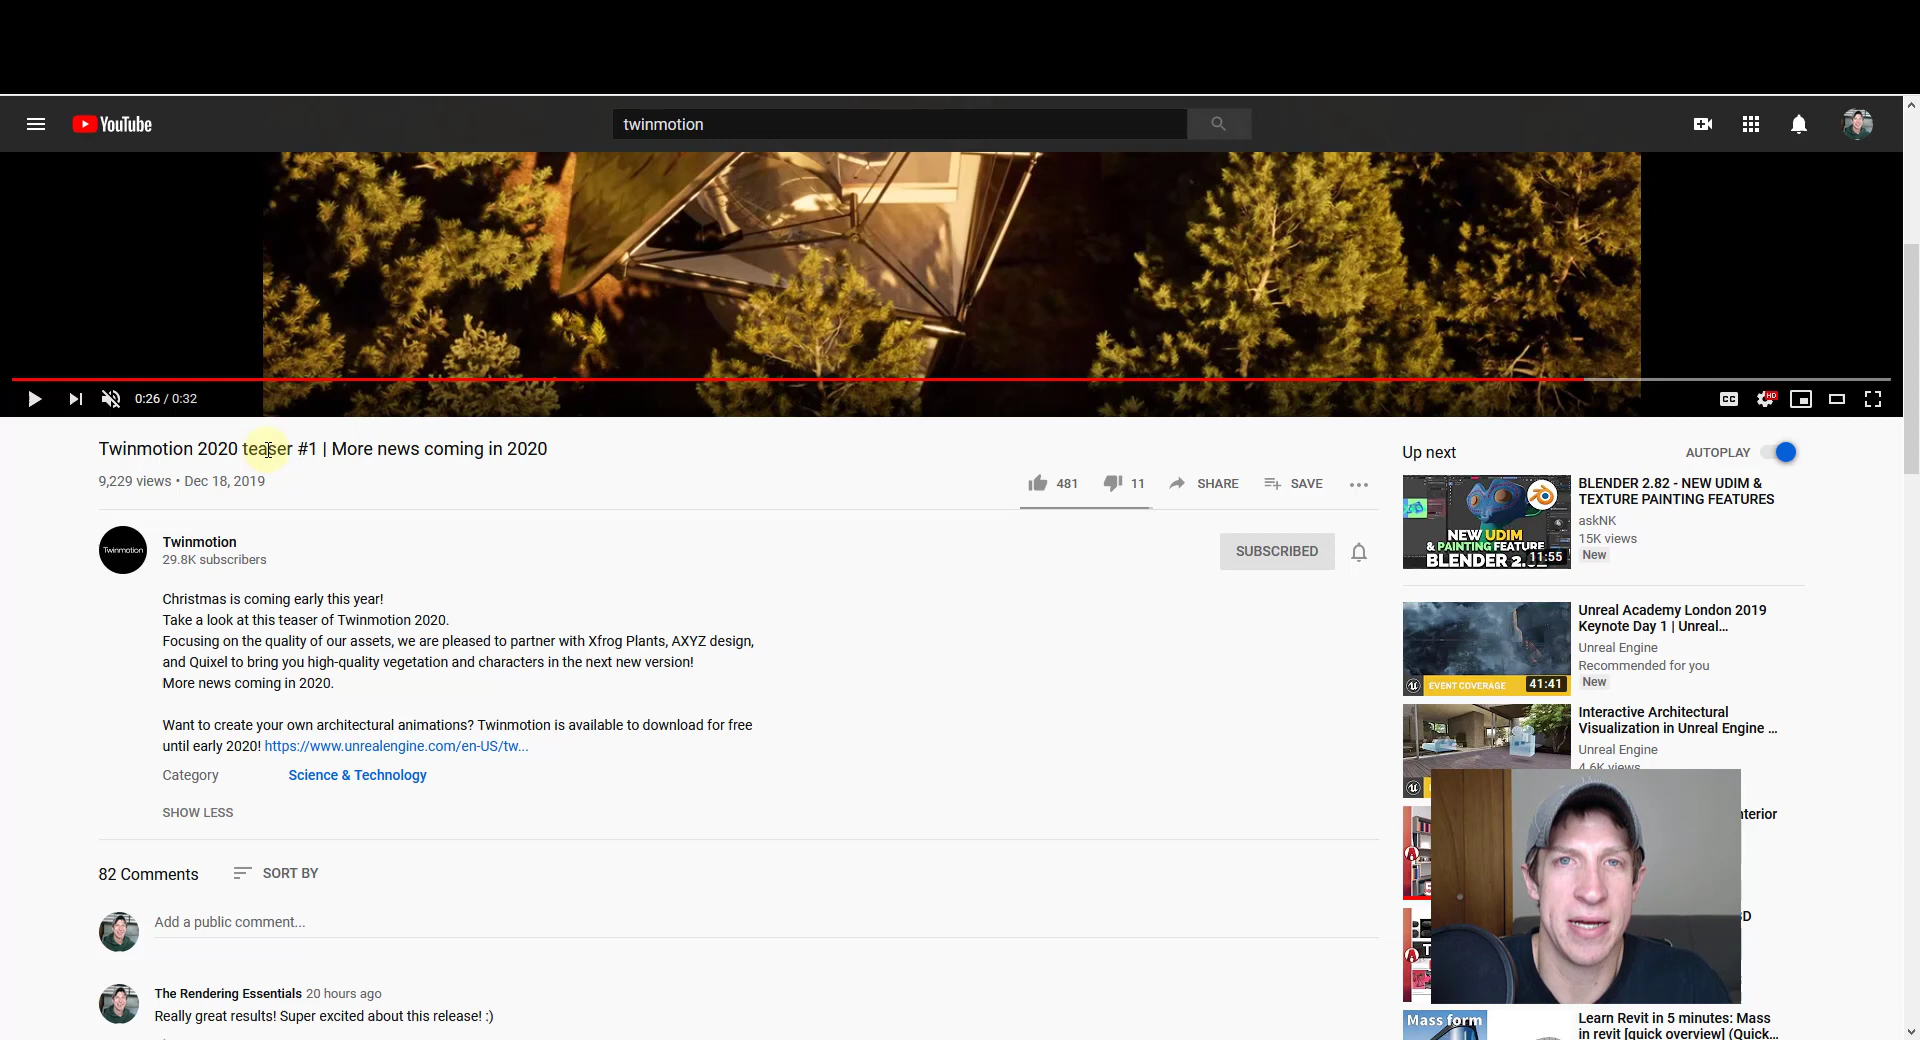 YouTube
twinmotion
0:26 / 0:32
CC
HD
Twinmotion 2020 teaser #1 | More news coming in 2020
9,229 views • Dec 18, 2019
481
11
SHARE
SAVE
Twinmotion
Twinmotion
29.8K subscribers
SUBSCRIBED
Christmas is coming early this year!
Take a look at this teaser of Twinmotion 2020.
Focusing on the quality of our assets, we are pleased to partner with Xfrog Plants, AXYZ design,
and Quixel to bring you high-quality vegetation and characters in the next new version!
More news coming in 2020.
Want to create your own architectural animations? Twinmotion is available to download for free
until early 2020! https://www.unrealengine.com/en-US/tw...
Category Science & Technology
SHOW LESS
82 Comments
SORT BY
Add a public comment...
The Rendering Essentials 20 hours ago
Really great results! Super excited about this release! :)
Up next
AUTOPLAY
NEW UDIM
& PAINTING FEATURE
BLENDER 2.82
11:55
BLENDER 2.82 - NEW UDIM &
TEXTURE PAINTING FEATURES
askNK
15K views
New
EVENT COVERAGE
41:41
Unreal Academy London 2019
Keynote Day 1 | Unreal...
Unreal Engine
Recommended for you
New
Interactive Architectural
Visualization in Unreal Engine ...
Unreal Engine
4.6K views
nterior
Mass form
Learn Revit in 5 minutes: Mass
in revit [quick overview] (Quick...